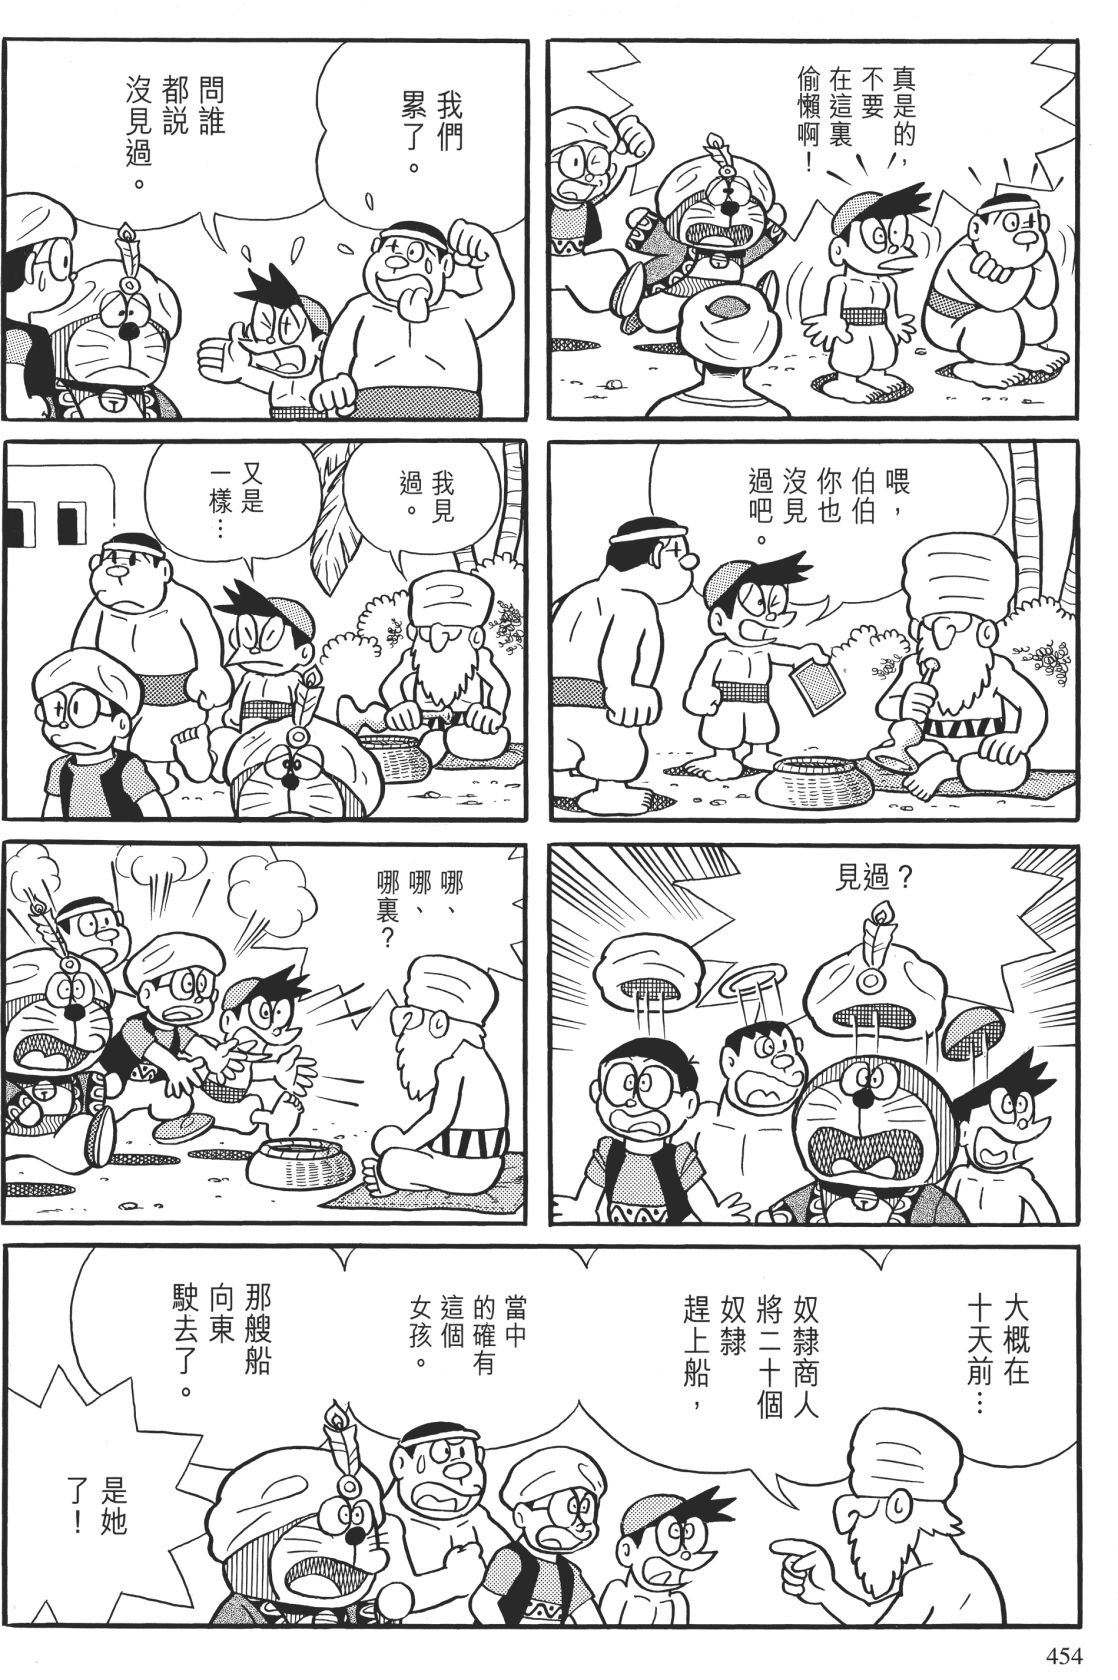 真是的，
不要
在這裏
偷懶啊！
我們
累了。
問誰
都說
沒見過。
喂，
伯伯
你也
沒見
過吧。
我見
過。
又是
一樣…
見過？
哪、
哪、
哪裏？
大概在
十天前…
奴隸商人
將二十個
奴隸
趕上船，
當中
的確有
這個
女孩。
那艘船
向東
駛去了。
是她
了！
454